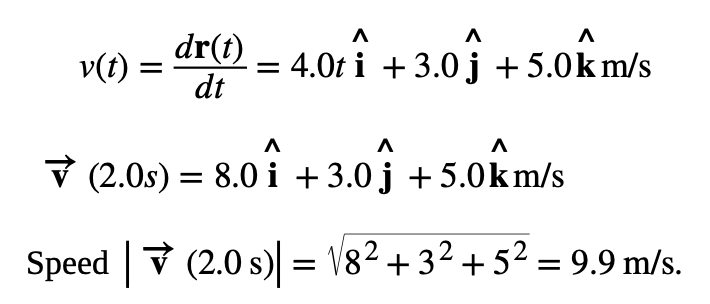 v(t) = dr(t)/dt = 4.0t î + 3.0 ĵ + 5.0k̂ m/s
v⃗ (2.0s) = 8.0 î + 3.0 ĵ + 5.0k̂ m/s
Speed | v⃗ (2.0 s)| = √(8² + 3² + 5²) = 9.9 m/s.